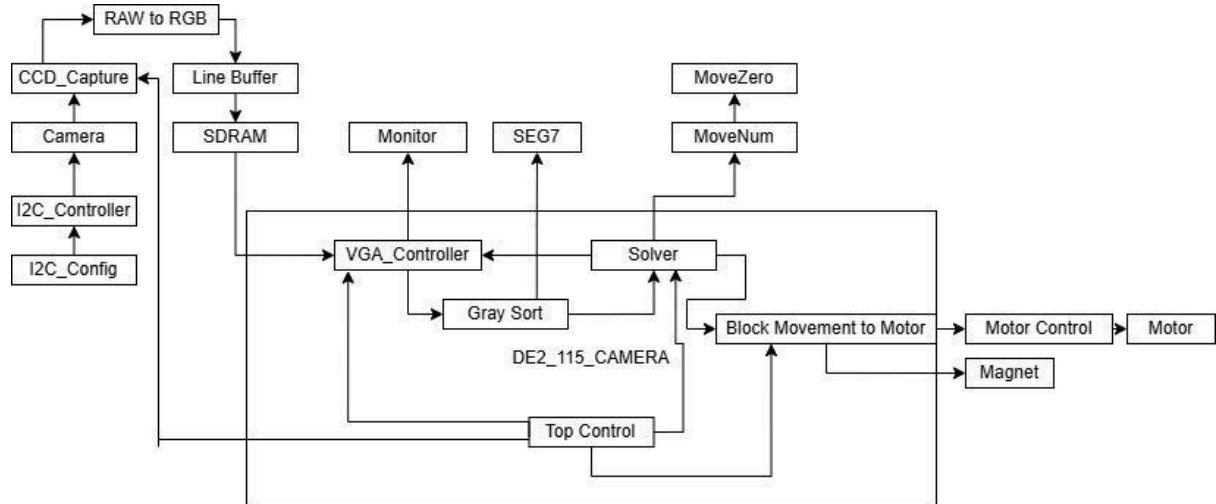 RAW to RGB
CCD_Capture
Line Buffer
MoveZero
Camera
SDRAM
Monitor
SEG7
MoveNum
I2C_Controller
VGA_Controller
Solver
I2C_Config
Gray Sort
Block Movement to Motor
Motor Control
Motor
DE2_115_CAMERA
Magnet
Top Control